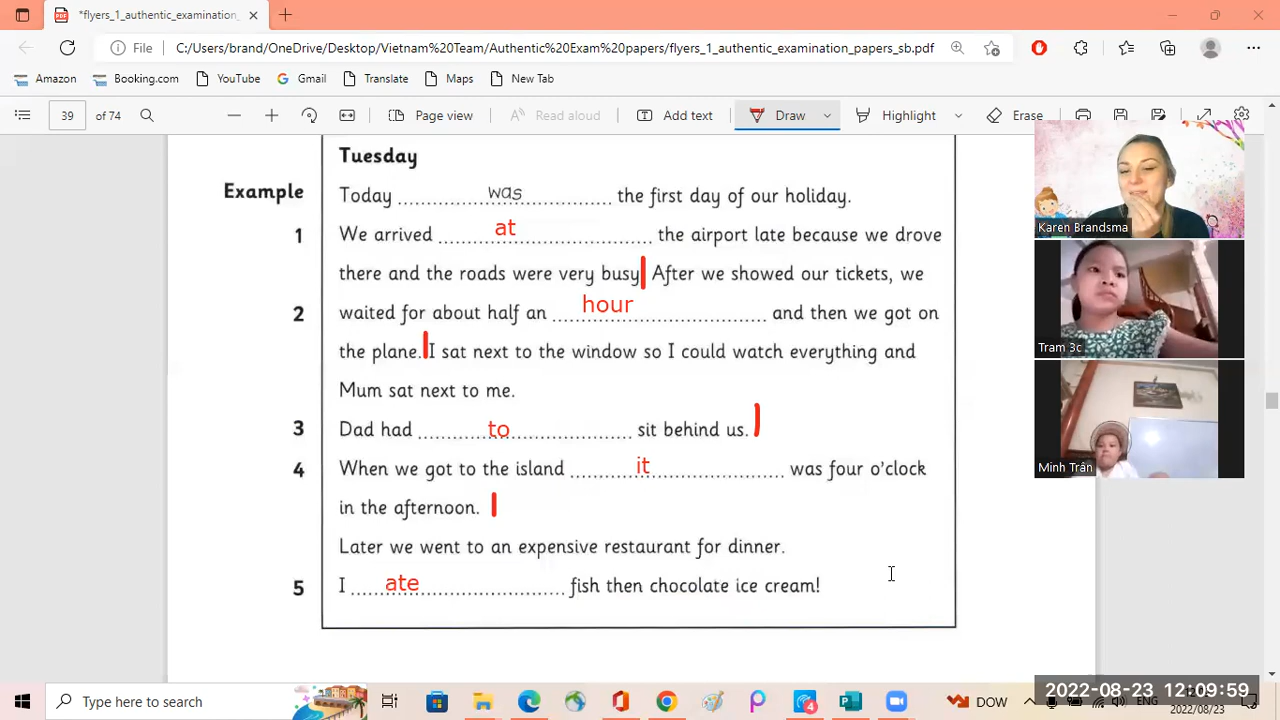 *flyers_1_authentic_examination_
File C:/Users/brand/OneDrive/Desktop/Vietnam%20Team/Authentic%20Exam%20papers/flyers_1_authentic_examination_papers_sb.pdf
Amazon Booking.com YouTube Gmail Translate Maps New Tab
39 of 74 Page view Read aloud Add text Draw Highlight Erase
Tuesday
Example Today was the first day of our holiday.
1 We arrived at the airport late because we drove
there and the roads were very busy After we showed our tickets, we
2 waited for about half an hour and then we got on
the plane. I sat next to the window so I could watch everything and
Mum sat next to me.
3 Dad had to sit behind us.
4 When we got to the island it was four o'clock
in the afternoon.
Later we went to an expensive restaurant for dinner.
5 I ate fish then chocolate ice cream!
Karen Brandsma
Tram 3c
Minh Trân
Type here to search
4
DOW
ENG
2022-08-23 12:09:59
2022/08/23